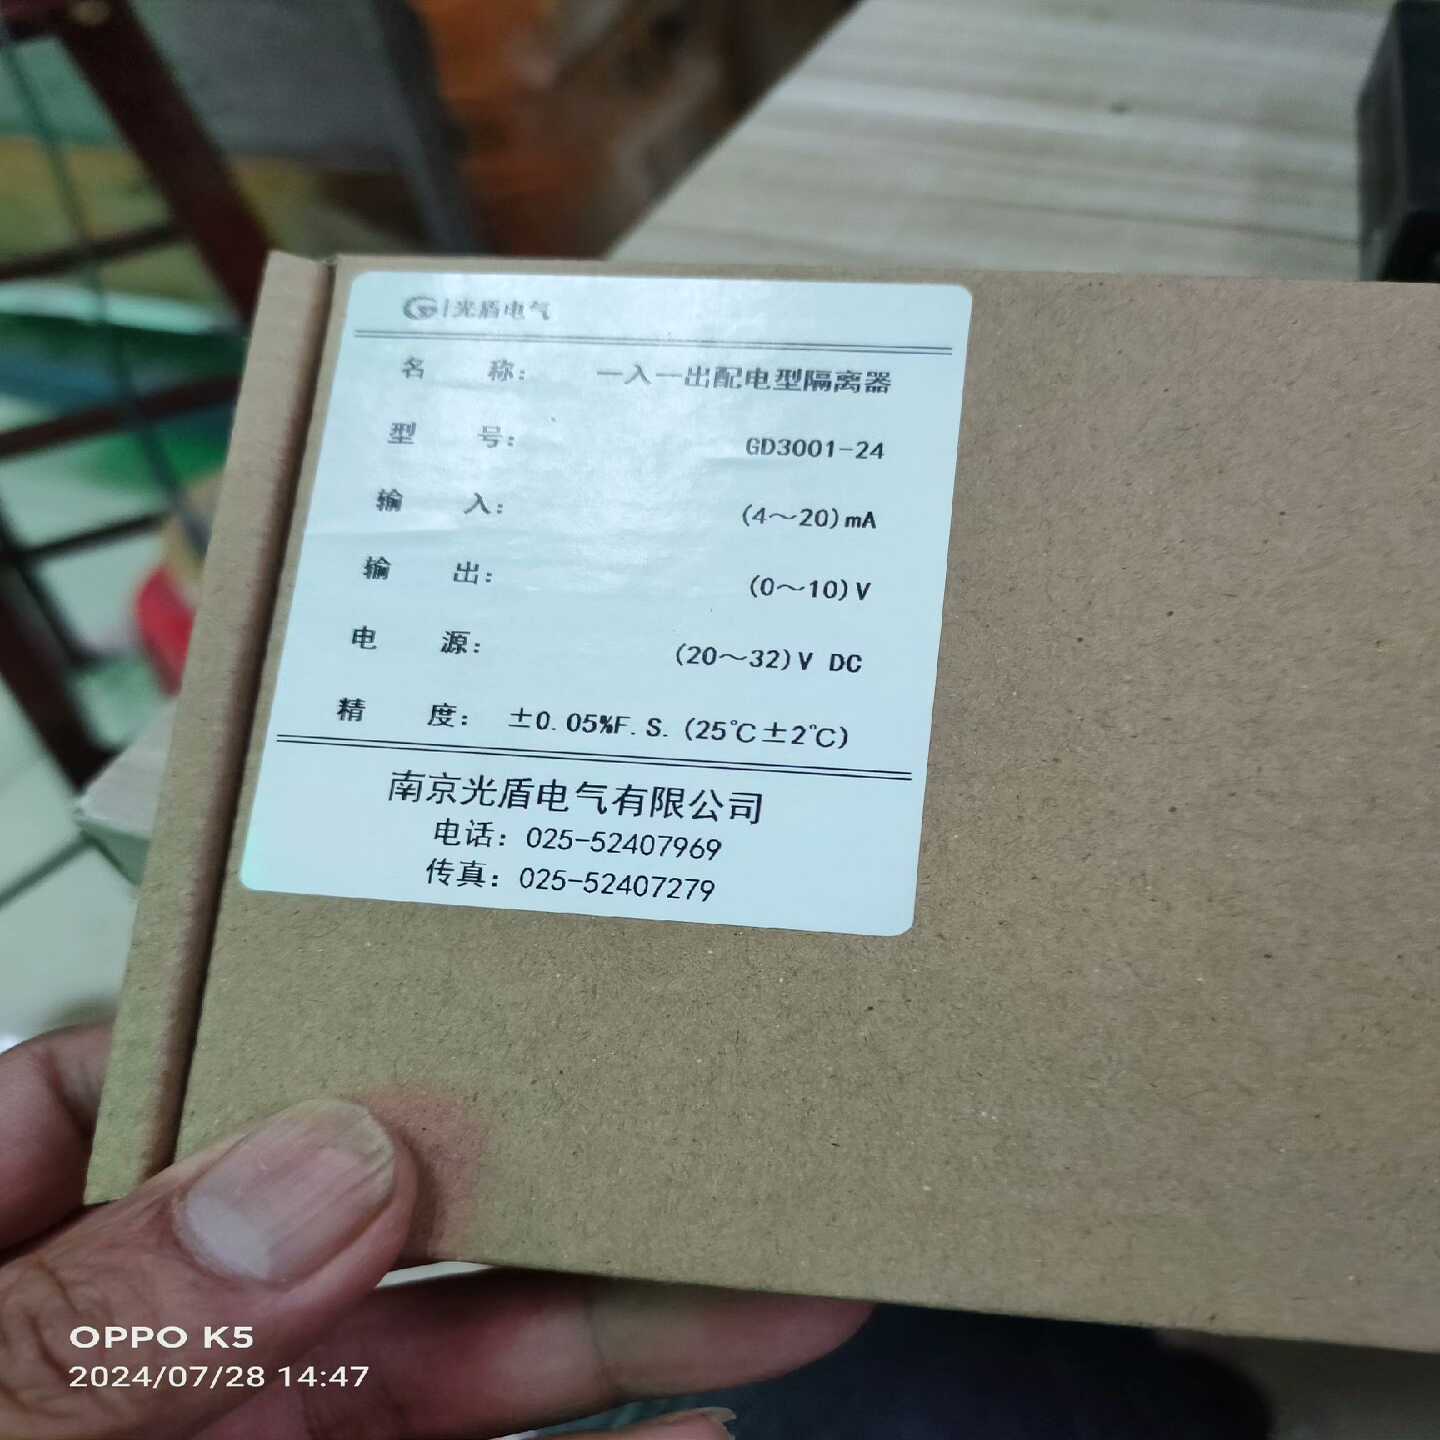 光盾电气
名 称: 一入一出配电型隔离器
型 号: GD3001-24
输 入: (4～20)mA
输 出: (0～10)V
电 源: (20～32)V DC
精 度: ±0.05%F.S.(25℃±2℃)
南京光盾电气有限公司
电话: 025-52407969
传真: 025-52407279
OPPO K5
2024/07/28 14:47